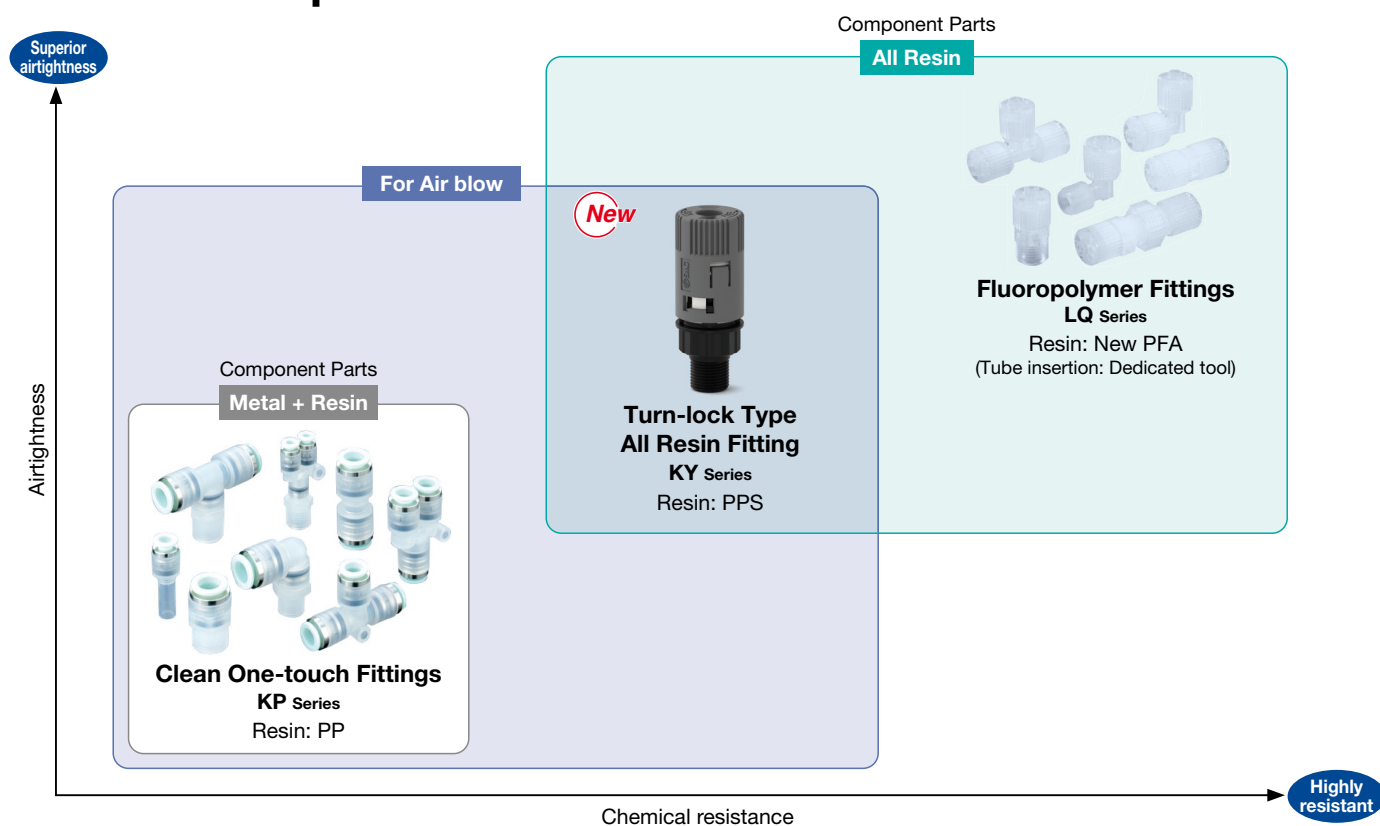 Component Parts
All Resin
Superior
airtightness
For Air blow
New
Fluoropolymer Fittings
LQ Series
Resin: New PFA
(Tube insertion: Dedicated tool)
Component Parts
Metal + Resin
Turn-lock Type
All Resin Fitting
KY Series
Resin: PPS
Airtightness
Clean One-touch Fittings
KP Series
Resin: PP
Highly
resistant
Chemical resistance